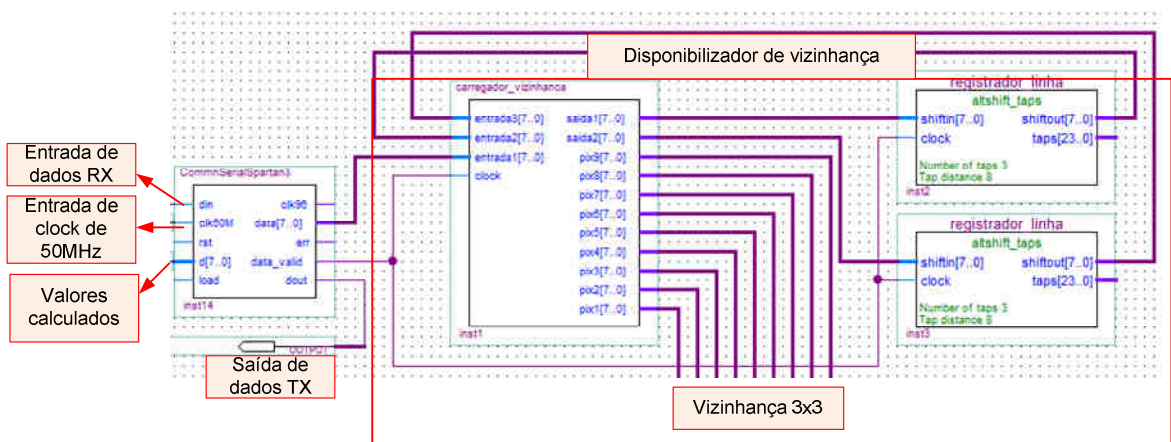 Disponibilizador de vizinhança
carregador_vizinhanca
entrada3[7..0] saida1[7..0]
entrada2[7..0] saida2[7..0]
entrada1[7..0] pix9[7..0]
clock pix8[7..0]
pix7[7..0]
pix6[7..0]
pix5[7..0]
pix4[7..0]
pix3[7..0]
pix2[7..0]
pix1[7..0]
inst1
registrador_linha
altshift_taps
shiftin[7..0] shiftout[7..0]
clock taps[23..0]
Number of taps 3
Tap distance 8
inst2
registrador_linha
altshift_taps
shiftin[7..0] shiftout[7..0]
clock taps[23..0]
Number of taps 3
Tap distance 8
inst3
Entrada de
dados RX
Entrada de
clock de
50MHz
Valores
calculados
CommnSerialSpartan3
din clk96
clk50M data[7..0]
rst err
d[7..0] data_valid
load dout
inst14
OUTPUT
Saída de
dados TX
Vizinhança 3x3